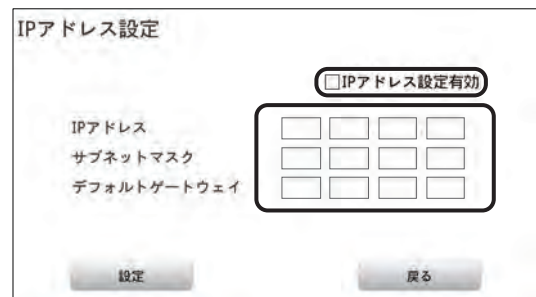 IPアドレス設定
□IPアドレス設定有効
IPアドレス
サブネットマスク
デフォルトゲートウェイ
設定 戻る